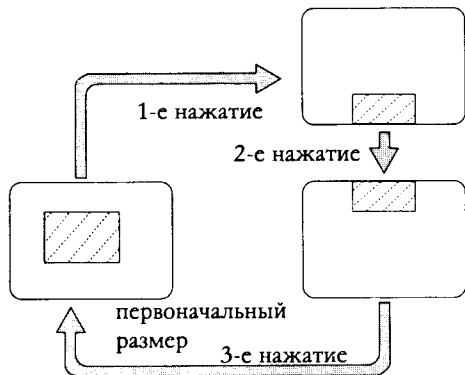 1-е нажатие
2-е нажатие
первоначальный
размер
3-е нажатие